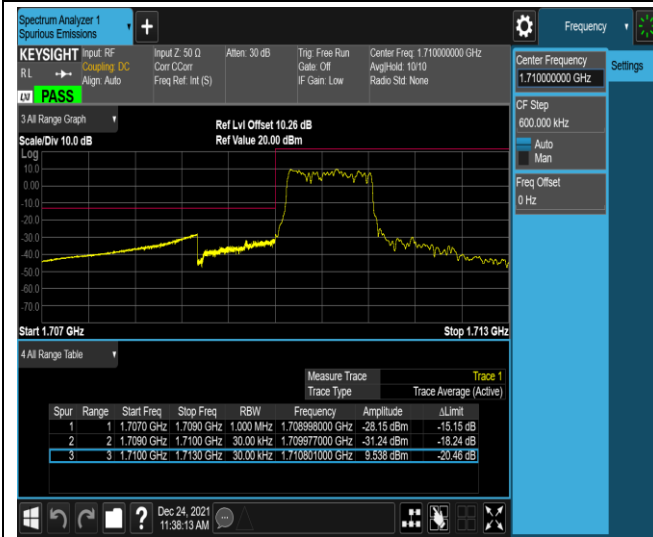 Spectrum Analyzer 1
Spurious Emissions
Frequency
KEYSIGHT Input: RF Input Z: 50 Ω Atten: 30 dB Trig: Free Run Center Freq: 1.710000000 GHz
RL Coupling: DC Corr CCorr Gate: Off Avg|Hold: 10/10
Align: Auto Freq Ref: Int (S) IF Gain: Low Radio Std: None
LXI PASS
3 All Range Graph
Ref Lvl Offset 10.26 dB
Scale/Div 10.0 dB Ref Value 20.00 dBm
Log
10.0
0.00
-10.0
-20.0
-30.0
-40.0
-50.0
-60.0
-70.0
Start 1.707 GHz Stop 1.713 GHz
4 All Range Table
Measure Trace Trace 1
Trace Type Trace Average (Active)
Spur Range Start Freq Stop Freq RBW Frequency Amplitude ΔLimit
1 1 1.7070 GHz 1.7090 GHz 1.000 MHz 1.708998000 GHz -28.15 dBm -15.15 dB
2 2 1.7090 GHz 1.7100 GHz 30.00 kHz 1.709977000 GHz -31.24 dBm -18.24 dB
3 3 1.7100 GHz 1.7130 GHz 30.00 kHz 1.710801000 GHz 9.538 dBm -20.46 dB
Center Frequency
1.710000000 GHz
Settings
CF Step
600.000 kHz
Auto
Man
Freq Offset
0 Hz
? Dec 24, 2021
11:38:13 AM